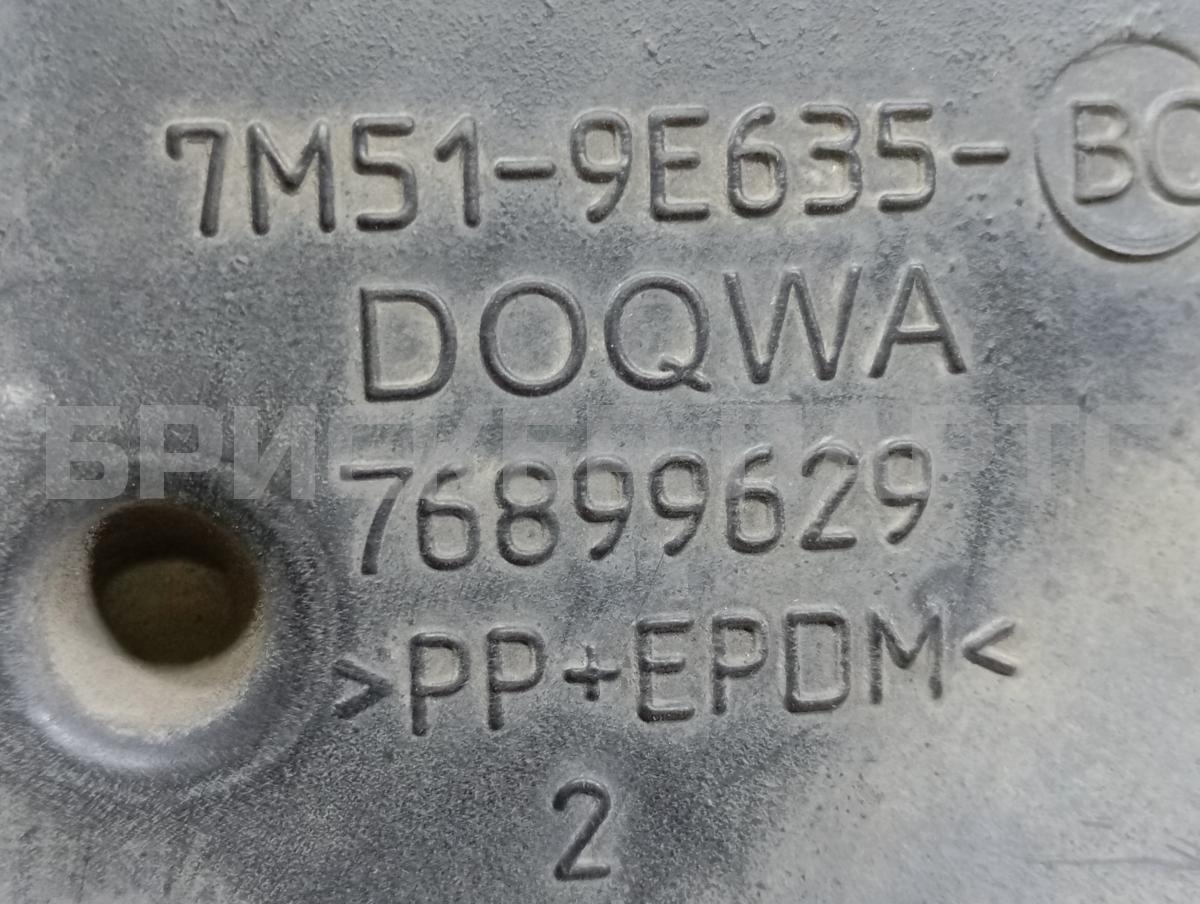 7M51-9E635- BC
DOQWA
76899629
>PP+EPDM<
2